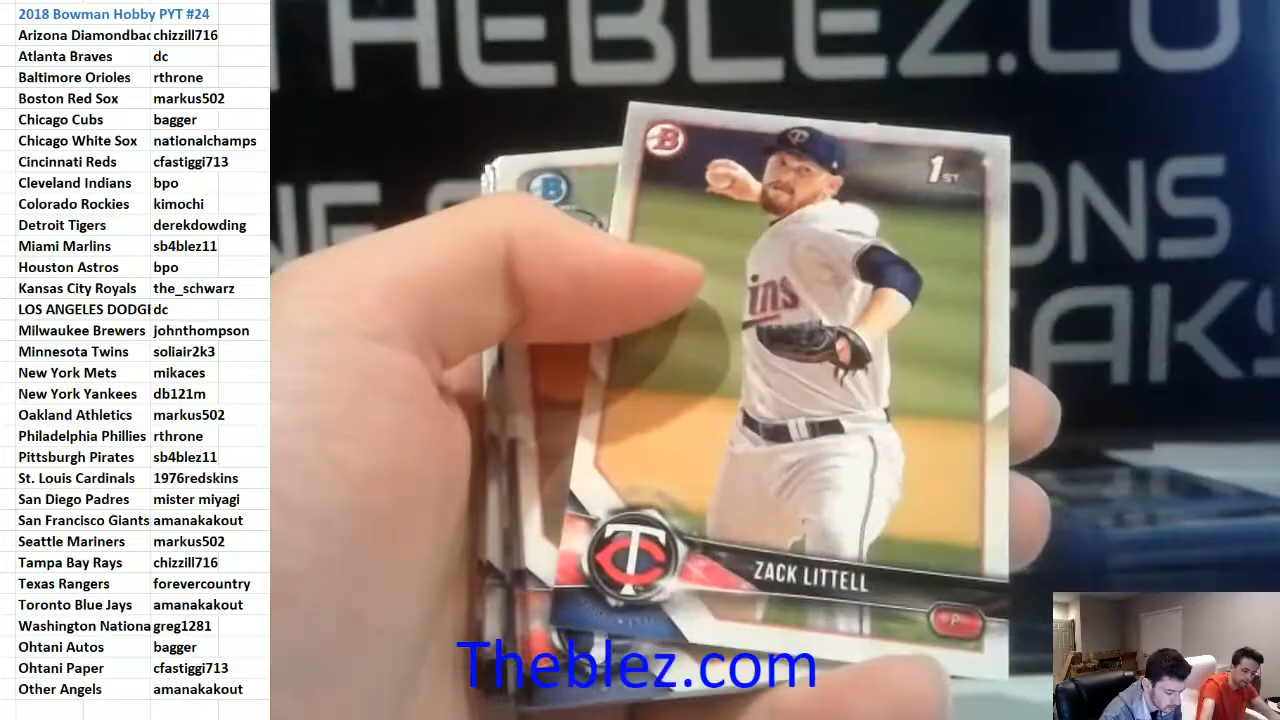 2018 Bowman Hobby PYT #24
Arizona Diamondbac chizzill716
Atlanta Braves dc
Baltimore Orioles rthrone
Boston Red Sox markus502
Chicago Cubs bagger
Chicago White Sox nationalchamps
Cincinnati Reds cfastiggi713
Cleveland Indians bpo
Colorado Rockies kimochi
Detroit Tigers derekdowding
Miami Marlins sb4blez11
Houston Astros bpo
Kansas City Royals the_schwarz
LOS ANGELES DODGE dc
Milwaukee Brewers johnthompson
Minnesota Twins soliair2k3
New York Mets mikaces
New York Yankees db121m
Oakland Athletics markus502
Philadelphia Phillies rthrone
Pittsburgh Pirates sb4blez11
St. Louis Cardinals 1976redskins
San Diego Padres mister miyagi
San Francisco Giants amanakakout
Seattle Mariners markus502
Tampa Bay Rays chizzill716
Texas Rangers forevercountry
Toronto Blue Jays amanakakout
Washington Nationa greg1281
Ohtani Autos bagger
Ohtani Paper cfastiggi713
Other Angels amanakakout
THEBLEZ.CO
B
1ST
B
ins
TC
ZACK LITTELL
P
Theblez.com